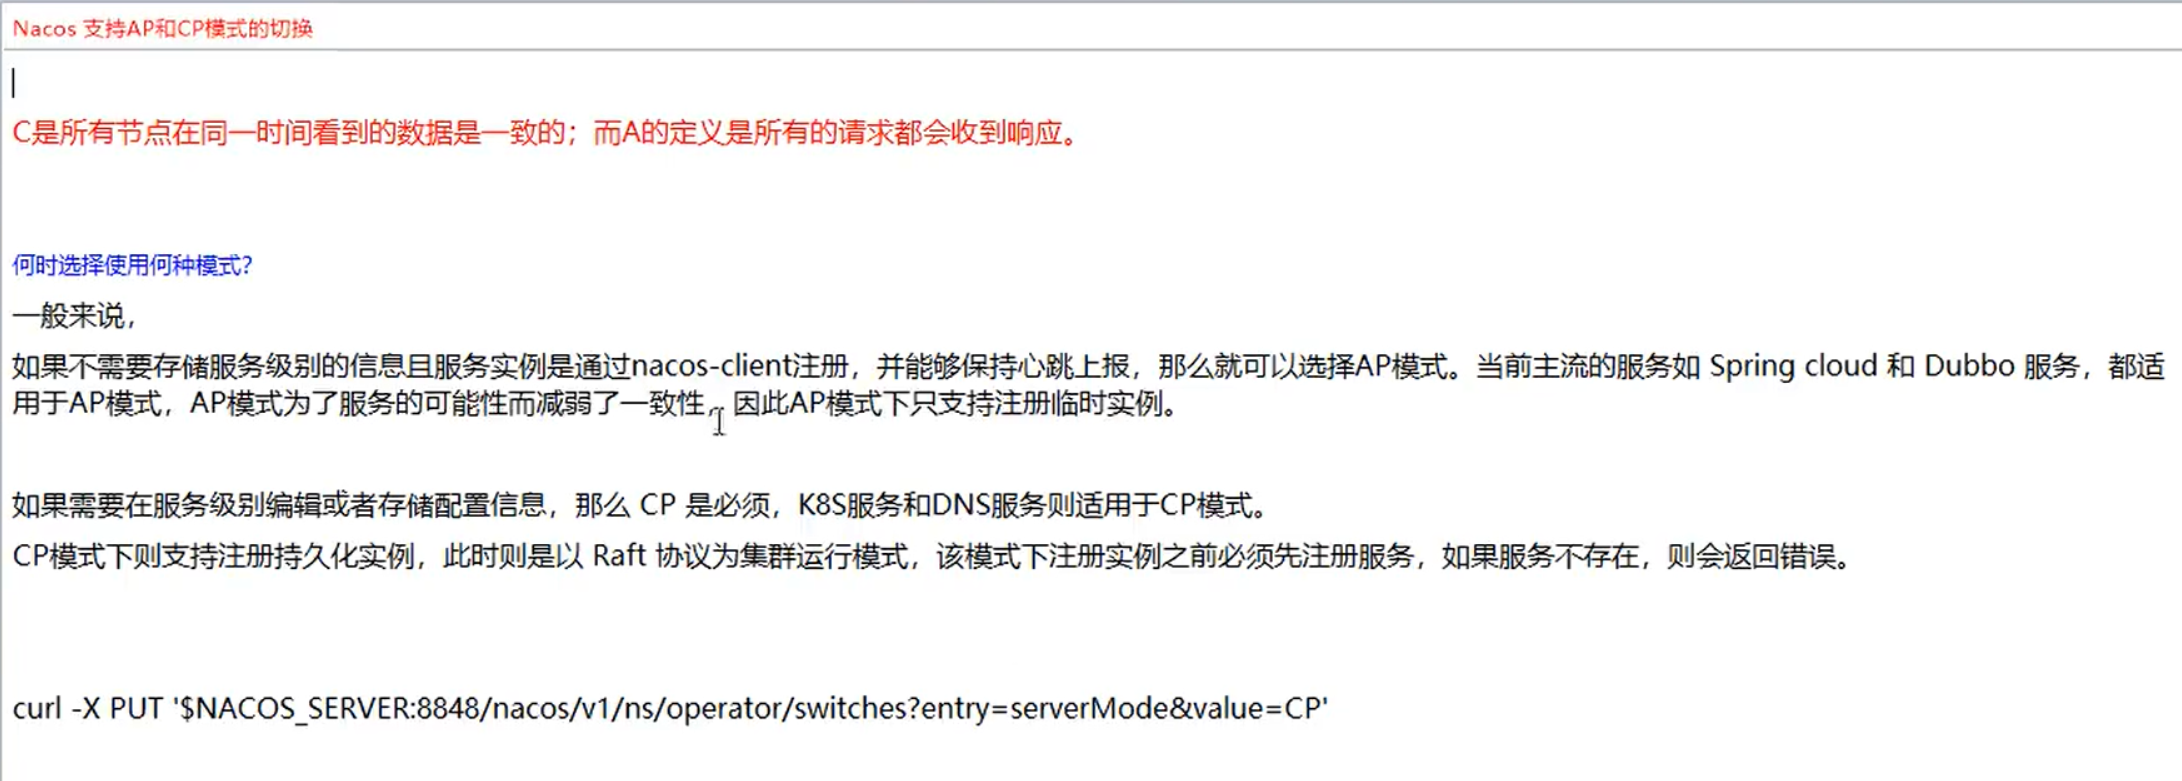 Nacos 支持AP和CP模式的切换
C是所有节点在同一时间看到的数据是一致的；而A的定义是所有的请求都会收到响应。
何时选择使用何种模式？
一般来说，
如果不需要存储服务级别的信息且服务实例是通过nacos-client注册，并能够保持心跳上报，那么就可以选择AP模式。当前主流的服务如 Spring cloud 和 Dubbo 服务，都适
用于AP模式，AP模式为了服务的可能性而减弱了一致性，因此AP模式下只支持注册临时实例。
如果需要在服务级别编辑或者存储配置信息，那么 CP 是必须，K8S服务和DNS服务则适用于CP模式。
CP模式下则支持注册持久化实例，此时则是以 Raft 协议为集群运行模式，该模式下注册实例之前必须先注册服务，如果服务不存在，则会返回错误。
curl -X PUT '$NACOS_SERVER:8848/nacos/v1/ns/operator/switches?entry=serverMode&value=CP'